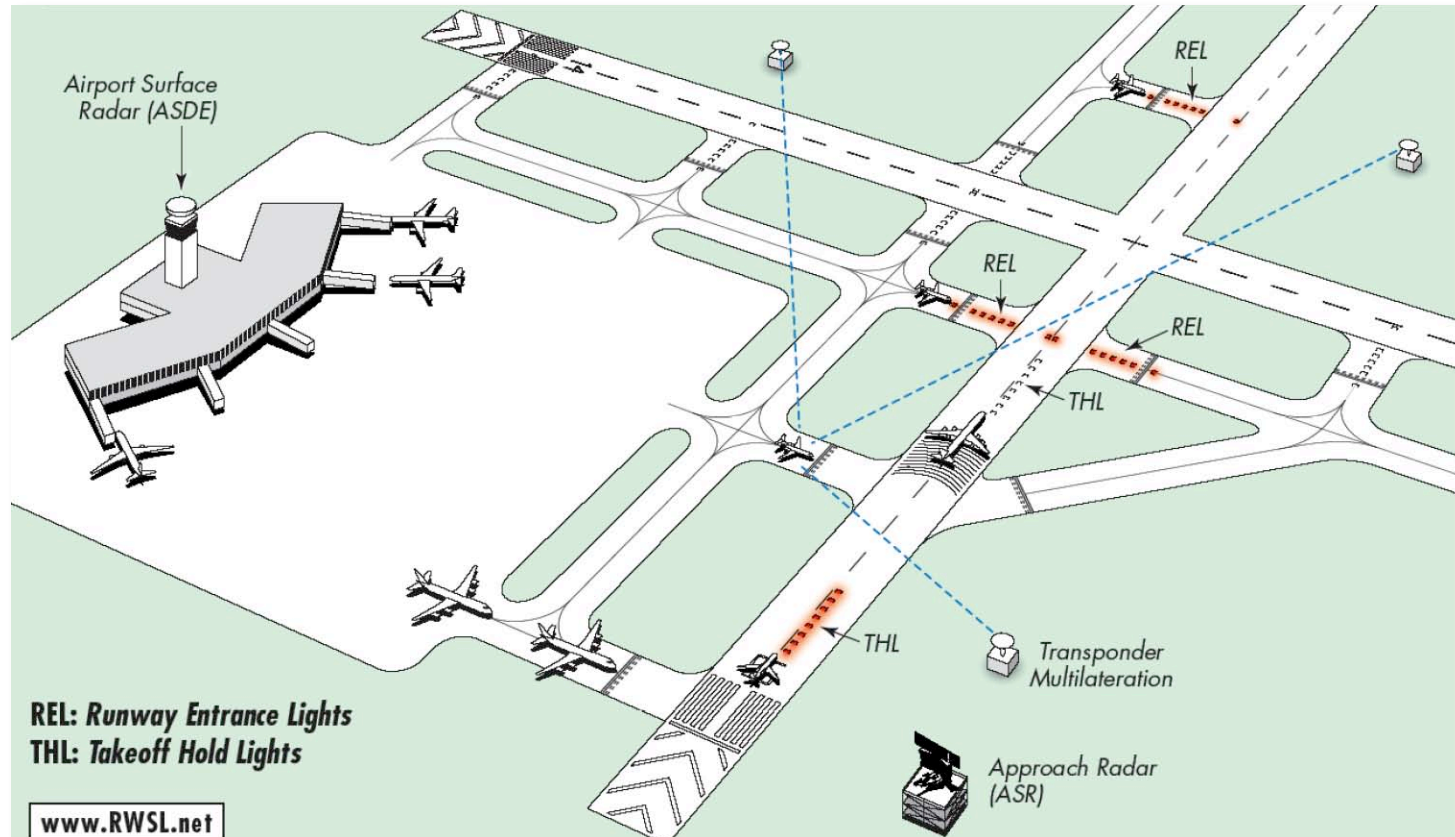 Airport Surface
Radar (ASDE)
REL
14
REL
REL
THL
THL
Transponder
Multilateration
REL: Runway Entrance Lights
THL: Takeoff Hold Lights
Approach Radar
(ASR)
www.RWSL.net